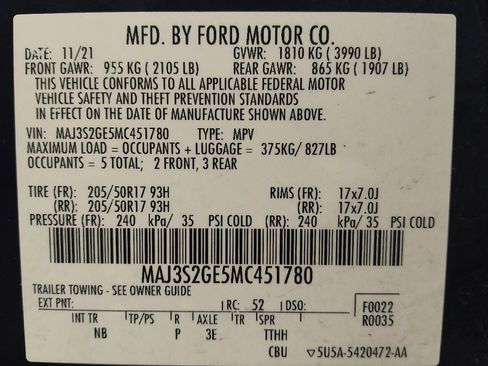 MFD. BY FORD MOTOR CO.
DATE: 11/21 GVWR: 1810 KG ( 3990 LB)
FRONT GAWR: 955 KG ( 2105 LB) REAR GAWR: 865 KG ( 1907 LB)
THIS VEHICLE CONFORMS TO ALL APPLICABLE FEDERAL MOTOR
VEHICLE SAFETY AND THEFT PREVENTION STANDARDS
IN EFFECT ON THE DATE OF MANUFACTURE SHOWN ABOVE.
VIN: MAJ3S2GE5MC451780 TYPE: MPV
MAXIMUM LOAD = OCCUPANTS + LUGGAGE = 375KG/ 827LB
OCCUPANTS = 5 TOTAL; 2 FRONT, 3 REAR
TIRE (FR): 205/50R17 93H RIMS (FR): 17x7.0J
(RR): 205/50R17 93H (RR): 17x7.0J
PRESSURE (FR): 240 kPa/ 35 PSI COLD (RR): 240 kPa/ 35 PSI COLD
MAJ3S2GE5MC451780
TRAILER TOWING - SEE OWNER GUIDE
EXT PNT: RC: 52 DSO: F0022
R0035
INT TR TP/PS R AXLE TR SPR
NB P 3E TTHH
CBU ▽5U5A-5420472-AA